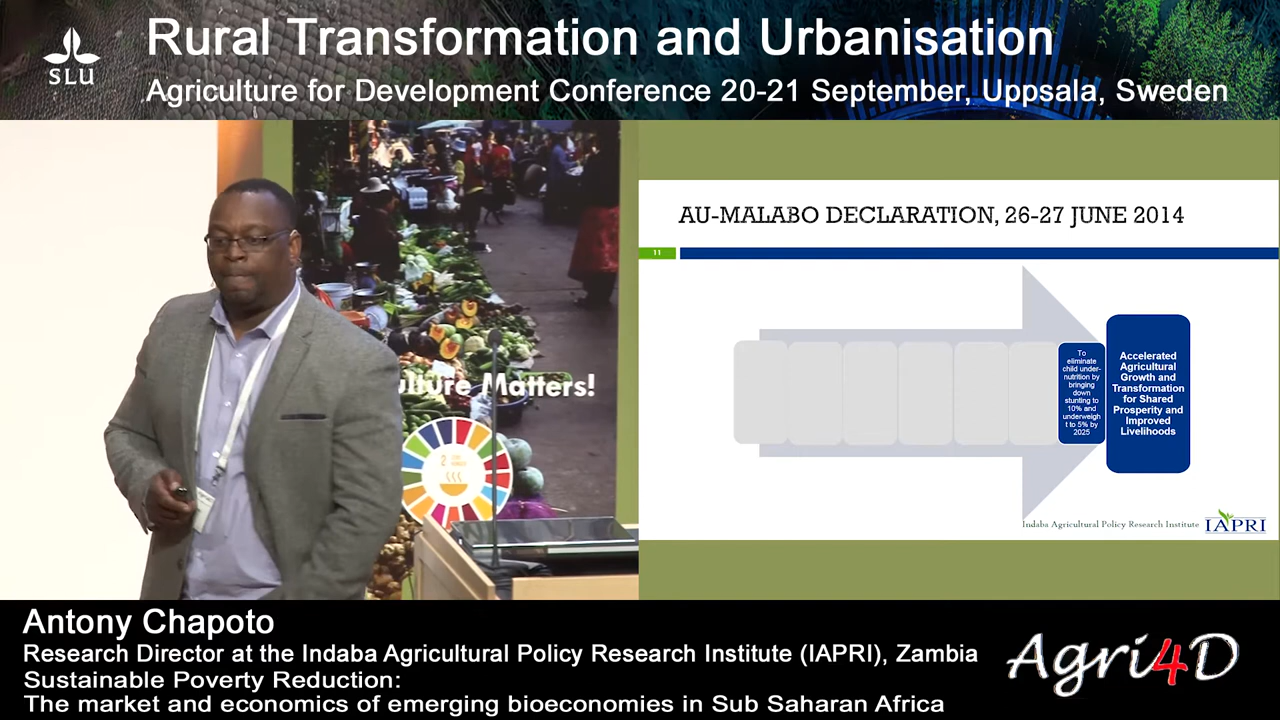 SLU
Rural Transformation and Urbanisation
Agriculture for Development Conference 20-21 September, Uppsala, Sweden
Matters!
2
AU-MALABO DECLARATION, 26-27 JUNE 2014
11
To
eliminate
child under-
nutrition by
bringing
down
stunting to
10% and
underweigh
t to 5% by
2025
Accelerated
Agricultural
Growth and
Transformation
for Shared
Prosperity and
Improved
Livelihoods
Indaba Agricultural Policy Research Institute
IAPRI
Antony Chapoto
Research Director at the Indaba Agricultural Policy Research Institute (IAPRI), Zambia
Sustainable Poverty Reduction:
The market and economics of emerging bioeconomies in Sub Saharan Africa
Agri4D